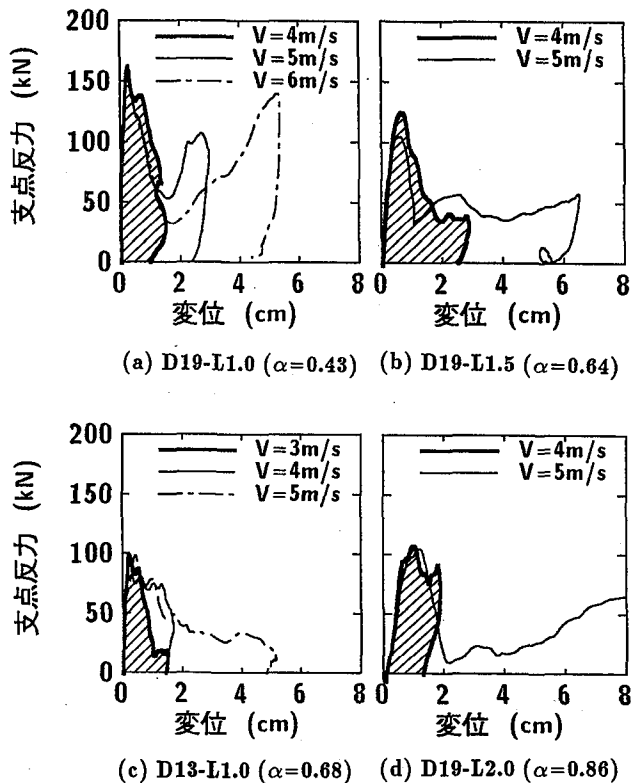 200
150
100
50
0
支点反力 (kN)
V=4m/s
V=5m/s
V=6m/s
0 2 4 6 8
変位 (cm)
(a) D19-L1.0 (α=0.43)
V=4m/s
V=5m/s
0 2 4 6 8
変位 (cm)
(b) D19-L1.5 (α=0.64)
200
150
100
50
0
支点反力 (kN)
V=3m/s
V=4m/s
V=5m/s
0 2 4 6 8
変位 (cm)
(c) D13-L1.0 (α=0.68)
V=4m/s
V=5m/s
0 2 4 6 8
変位 (cm)
(d) D19-L2.0 (α=0.86)